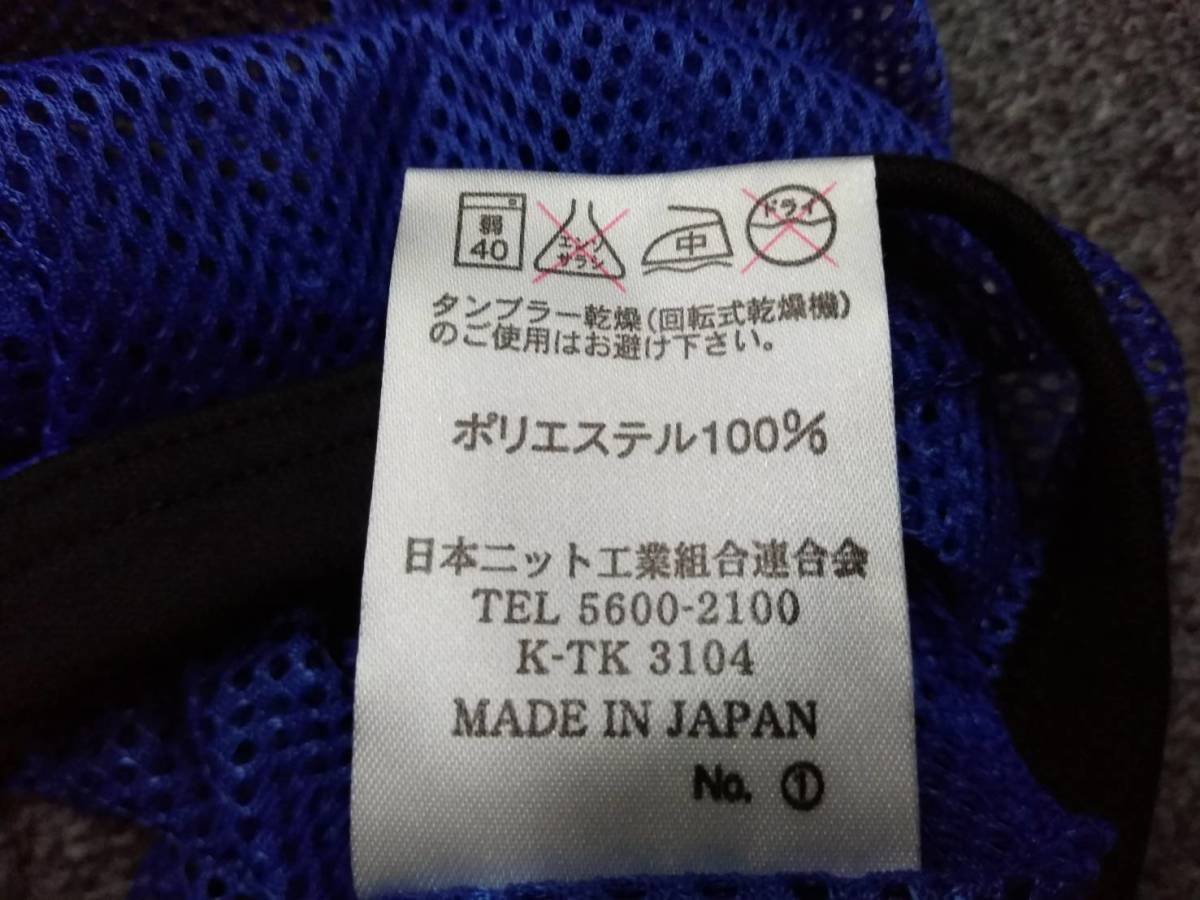 弱 40
エンソ サラシ
中
ドライ
タンブラー乾燥(回転式乾燥機)
のご使用はお避け下さい。
ポリエステル100%
日本ニット工業組合連合会
TEL 5600-2100
K-TK 3104
MADE IN JAPAN
No. ①